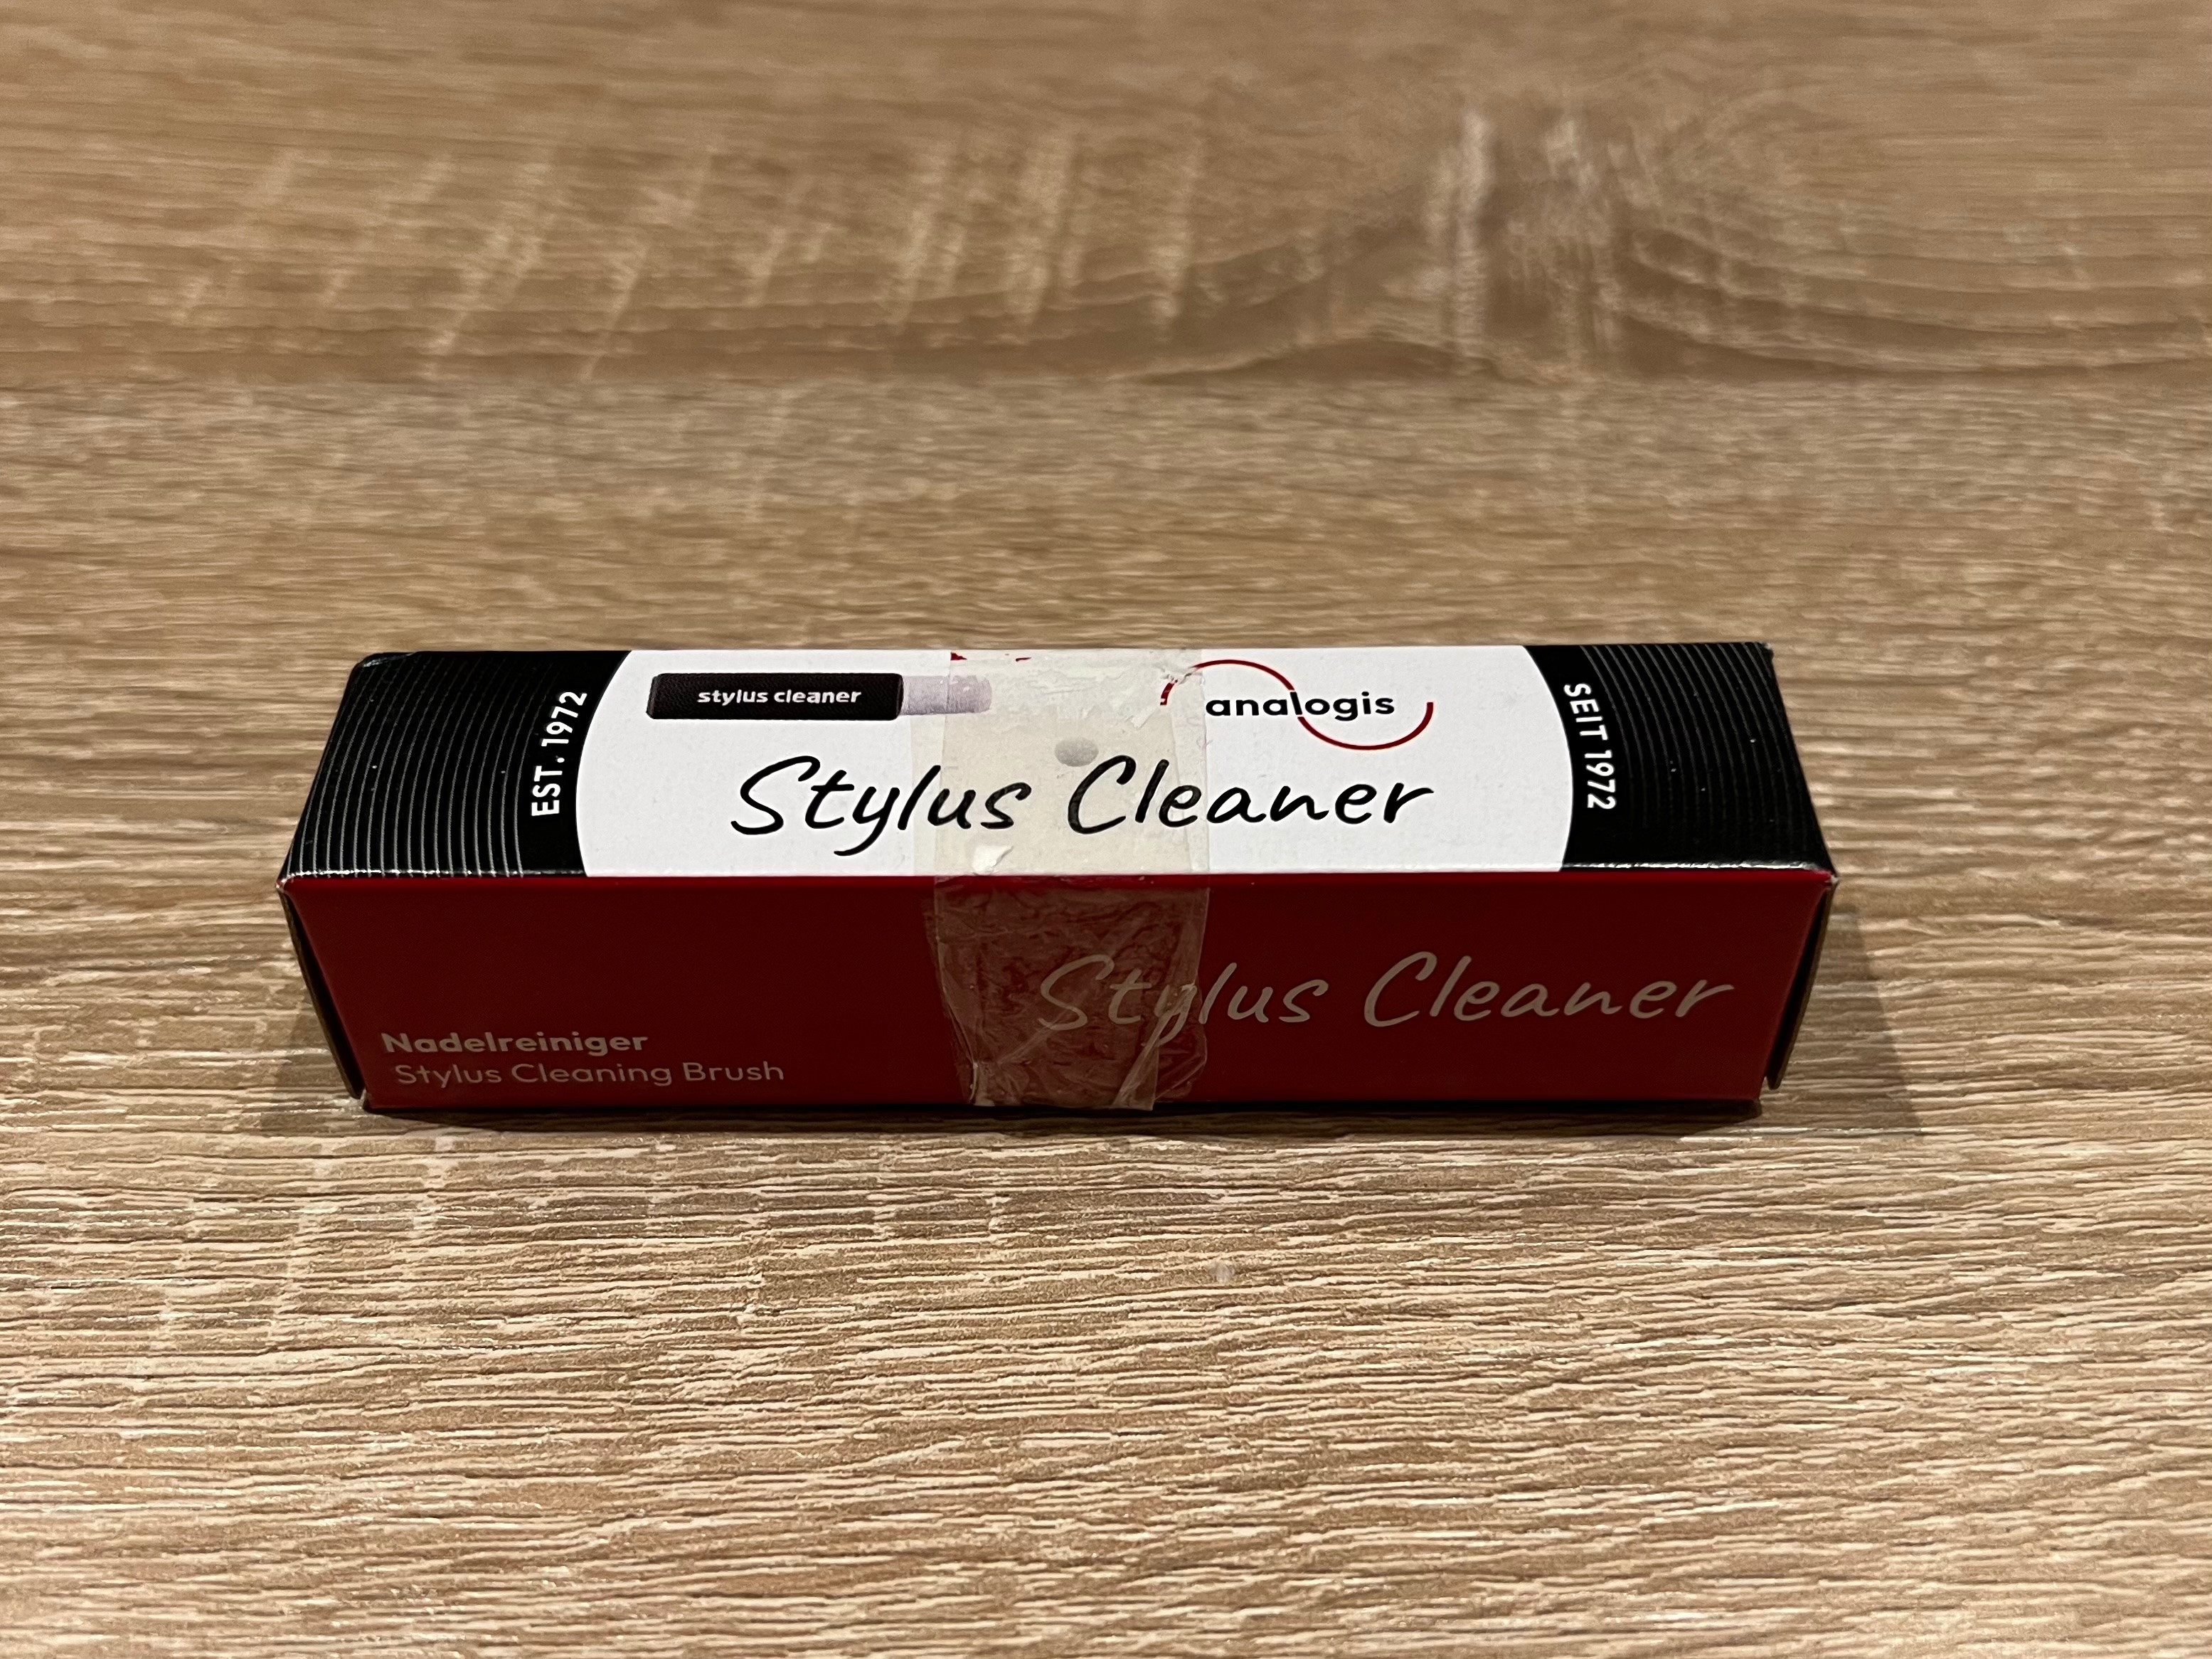 EST. 1972
stylus cleaner
analogis
Stylus Cleaner
SEIT 1972
Stylus Cleaner
Nadelreiniger
Stylus Cleaning Brush